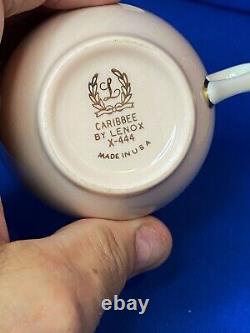 L
CARIBBEE
BY LENOX
X-444
MADE IN USA